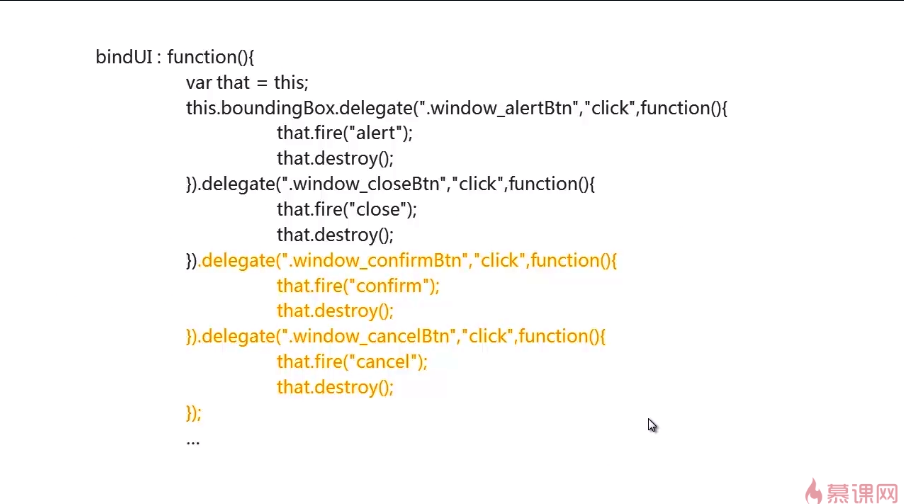 bindUI : function(){
var that = this;
this.boundingBox.delegate(".window_alertBtn","click",function(){
that.fire("alert");
that.destroy();
}).delegate(".window_closeBtn","click",function(){
that.fire("close");
that.destroy();
}).delegate(".window_confirmBtn","click",function(){
that.fire("confirm");
that.destroy();
}).delegate(".window_cancelBtn","click",function(){
that.fire("cancel");
that.destroy();
});
...
慕课网